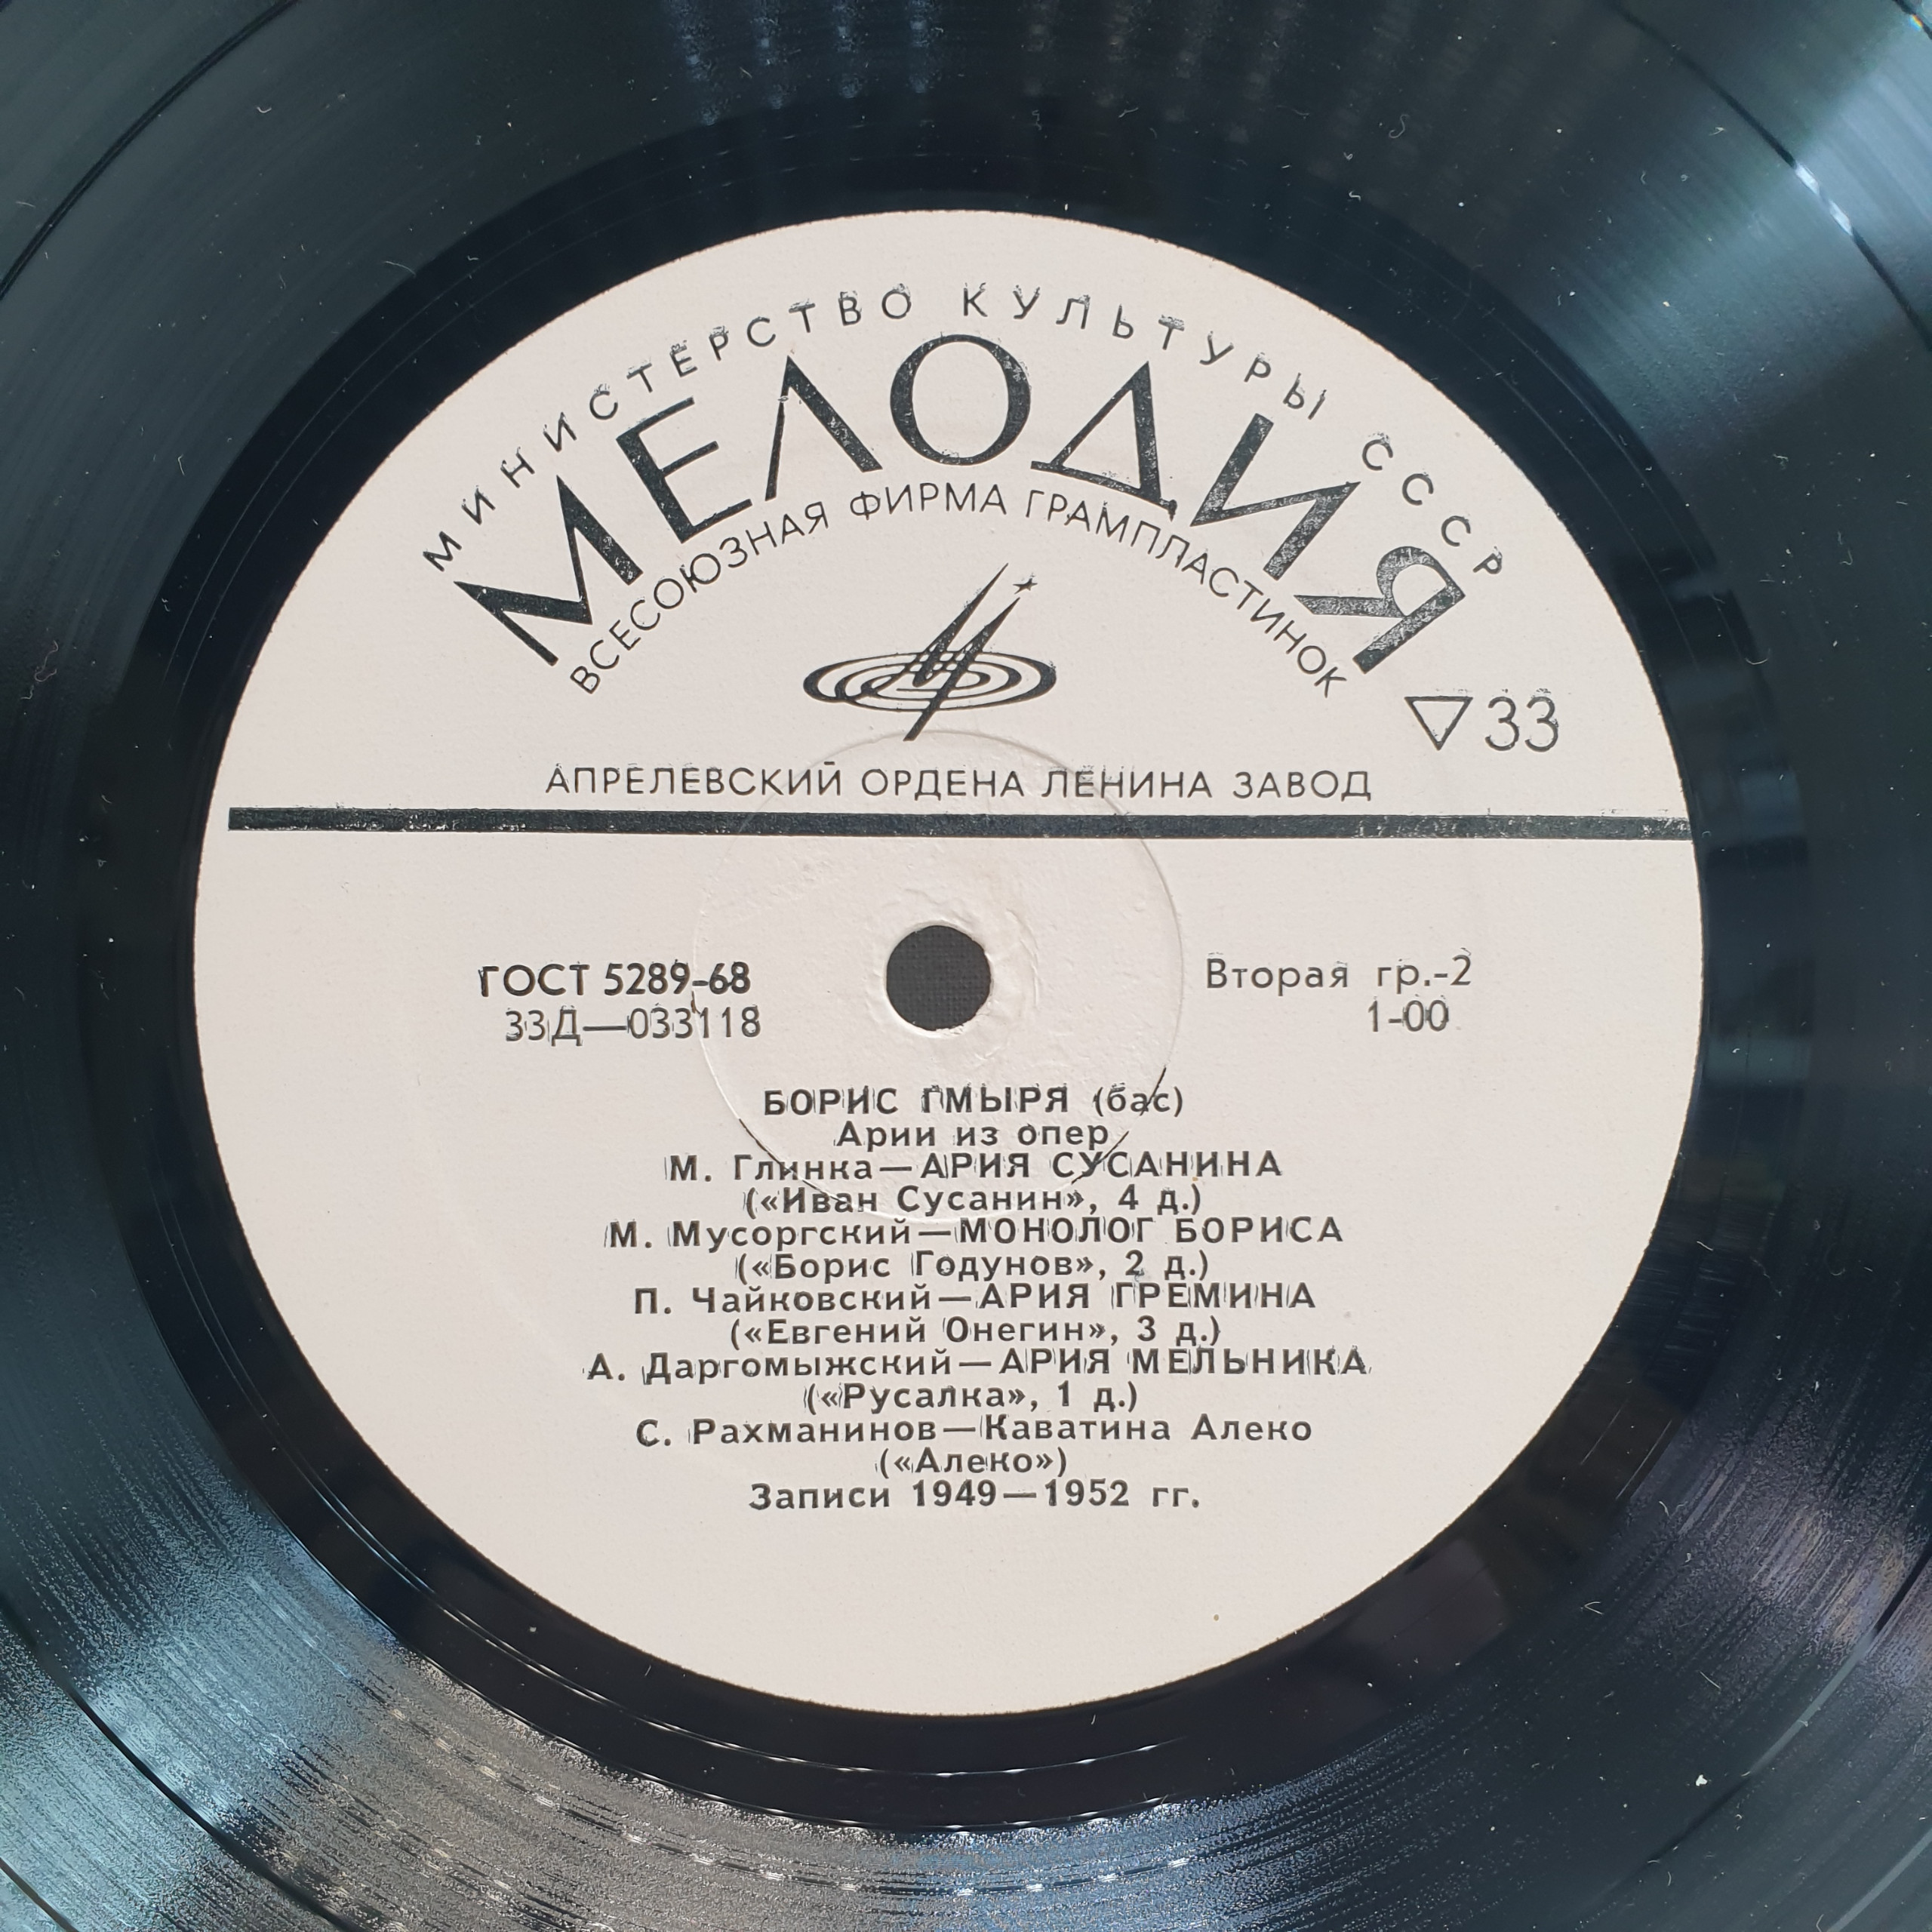 МИНИСТЕРСТВО КУЛЬТУРЫ СССР
МЕЛОДИЯ
ВСЕСОЮЗНАЯ ФИРМА ГРАМПЛАСТИНОК
▽33
АПРЕЛЕВСКИЙ ОРДЕНА ЛЕНИНА ЗАВОД
ГОСТ 5289-68
33Д—033118
Вторая гр.-2
1-00
БОРИС ГМЫРЯ (бас)
Арии из опер
М. Глинка—АРИЯ СУСАНИНА
(«Иван Сусанин», 4 д.)
М. Мусоргский—МОНОЛОГ БОРИСА
(«Борис Годунов», 2 д.)
П. Чайковский—АРИЯ ГРЕМИНА
(«Евгений Онегин», 3 д.)
А. Даргомыжский—АРИЯ МЕЛЬНИКА
(«Русалка», 1 д.)
С. Рахманинов—Каватина Алеко
(«Алеко»)
Записи 1949—1952 гг.